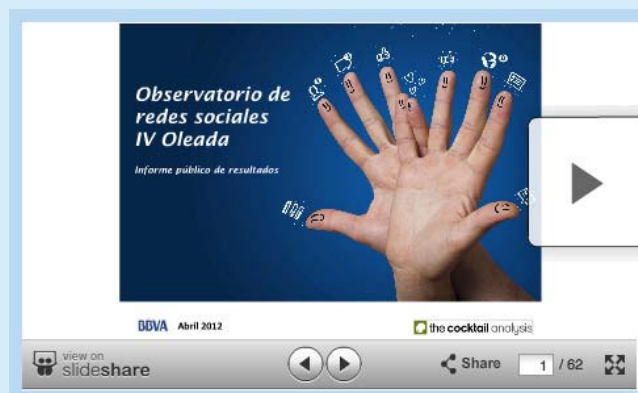 Observatorio de
redes sociales
IV Oleada
Informe público de resultados
BBVA Abril 2012
the cocktail analysis
view on
slideshare
Share
1 / 62